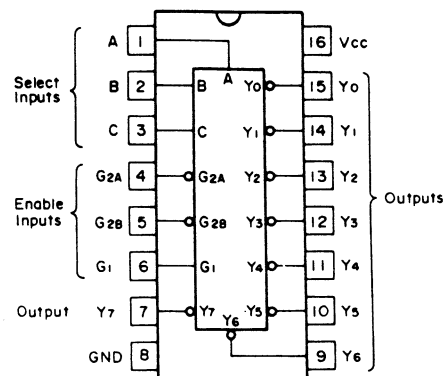 A 1 16 Vcc
A
Select Inputs
B 2 B Y0 15 Y0
C 3 C Y1 14 Y1
G2A 4 G2A Y2 13 Y2
Enable Inputs
G2B 5 G2B Y3 12 Y3
Outputs
G1 6 G1 Y4 11 Y4
Output Y7 7 Y7 Y5 10 Y5
Y6
GND 8 9 Y6